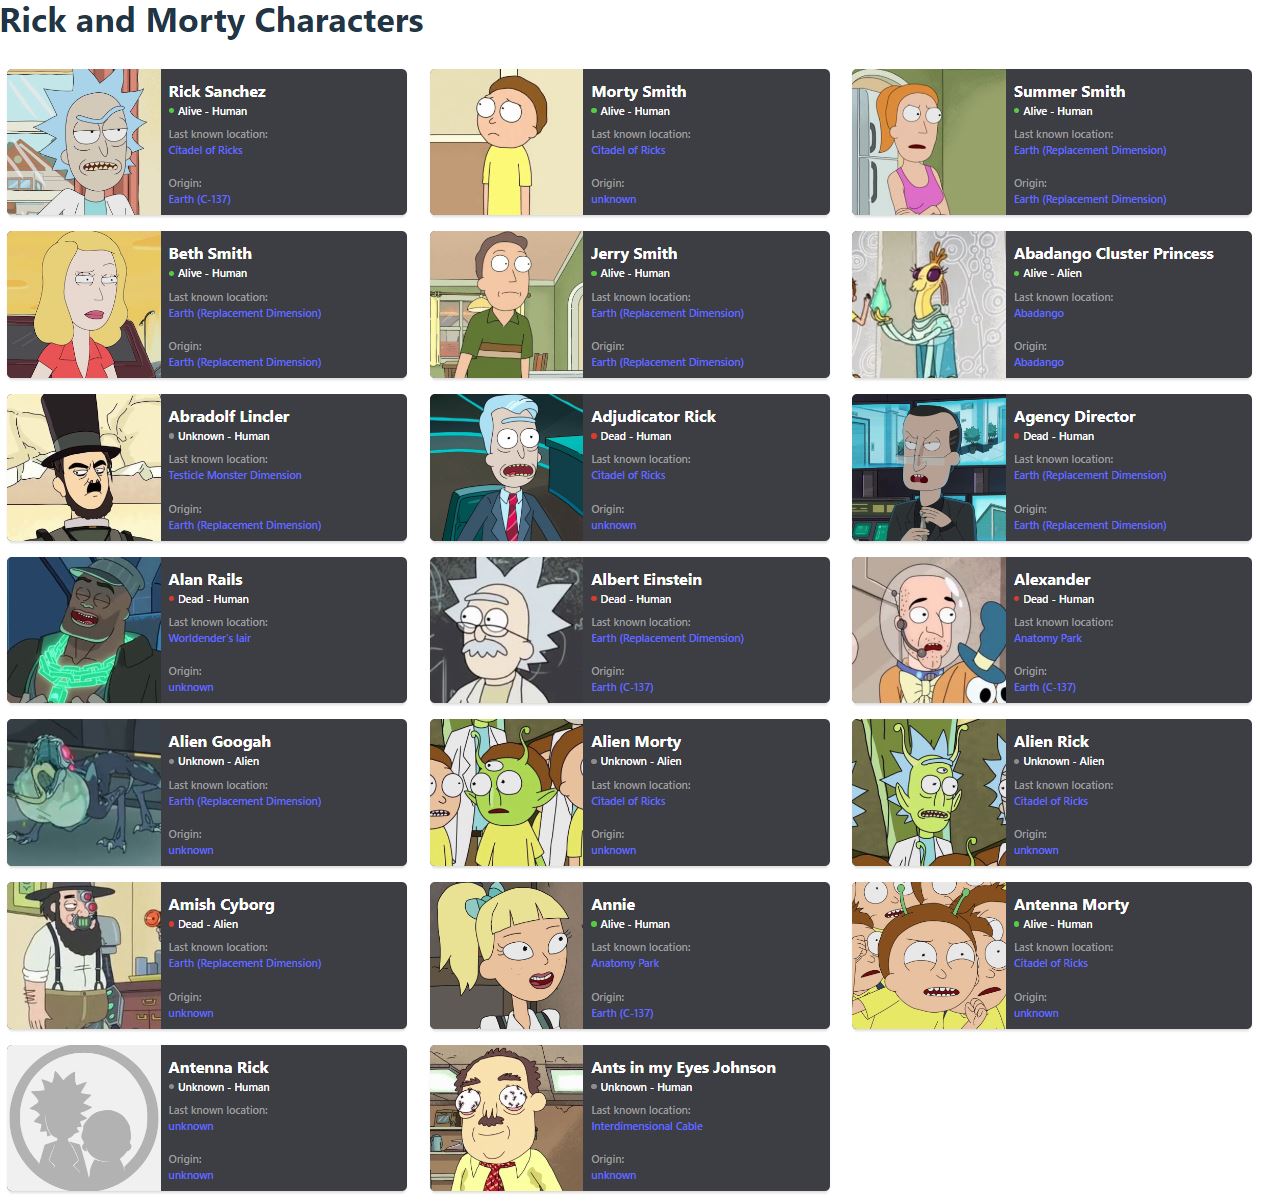 Rick and Morty Characters
Rick Sanchez
Alive - Human
Last known location:
Citadel of Ricks
Origin:
Earth (C-137)
Morty Smith
Alive - Human
Last known location:
Citadel of Ricks
Origin:
unknown
Summer Smith
Alive - Human
Last known location:
Earth (Replacement Dimension)
Origin:
Earth (Replacement Dimension)
Beth Smith
Alive - Human
Last known location:
Earth (Replacement Dimension)
Origin:
Earth (Replacement Dimension)
Jerry Smith
Alive - Human
Last known location:
Earth (Replacement Dimension)
Origin:
Earth (Replacement Dimension)
Abadango Cluster Princess
Alive - Alien
Last known location:
Abadango
Origin:
Abadango
Abradolf Lincler
Unknown - Human
Last known location:
Testicle Monster Dimension
Origin:
Earth (Replacement Dimension)
Adjudicator Rick
Dead - Human
Last known location:
Citadel of Ricks
Origin:
unknown
Agency Director
Dead - Human
Last known location:
Earth (Replacement Dimension)
Origin:
Earth (Replacement Dimension)
Alan Rails
Dead - Human
Last known location:
Worldender's lair
Origin:
unknown
Albert Einstein
Dead - Human
Last known location:
Earth (Replacement Dimension)
Origin:
Earth (C-137)
Alexander
Dead - Human
Last known location:
Anatomy Park
Origin:
Earth (C-137)
Alien Googah
Unknown - Alien
Last known location:
Earth (Replacement Dimension)
Origin:
unknown
Alien Morty
Unknown - Alien
Last known location:
Citadel of Ricks
Origin:
unknown
Alien Rick
Unknown - Alien
Last known location:
Citadel of Ricks
Origin:
unknown
Amish Cyborg
Dead - Alien
Last known location:
Earth (Replacement Dimension)
Origin:
unknown
Annie
Alive - Human
Last known location:
Anatomy Park
Origin:
Earth (C-137)
Antenna Morty
Alive - Human
Last known location:
Citadel of Ricks
Origin:
unknown
Antenna Rick
Unknown - Human
Last known location:
unknown
Origin:
unknown
Ants in my Eyes Johnson
Unknown - Human
Last known location:
Interdimensional Cable
Origin:
unknown